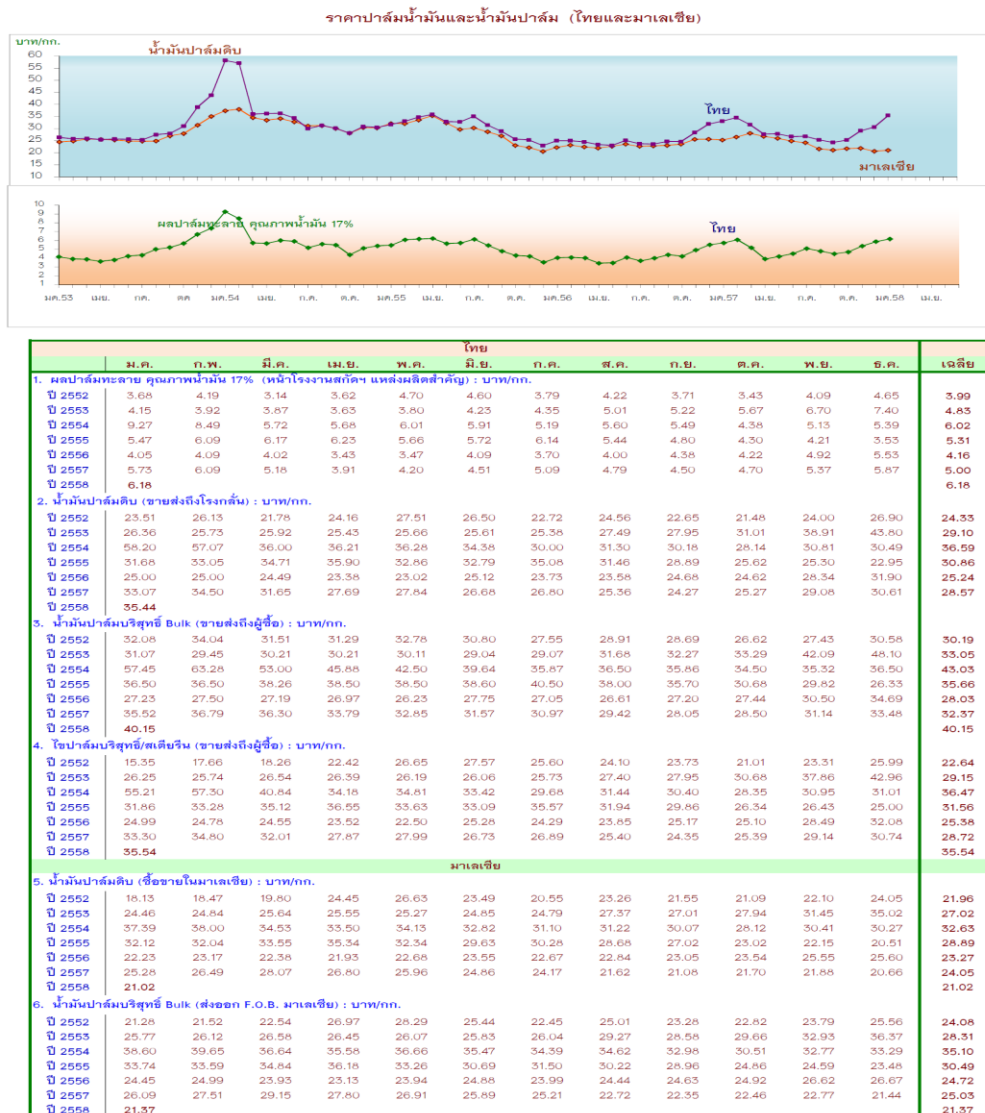 ราคาปาล์มน้ำมันและน้ำมันปาล์ม (ไทยและมาเลเซีย)
บาท/กก.
น้ำมันปาล์มดิบ
60
55
50
45
40
35
30
25
20
15
10
ไทย
มาเลเซีย
10
9
8
7
6
5
4
3
2
1
ผลปาล์มทะลาย คุณภาพน้ำมัน 17%
ไทย
มค.53 เมย. กค. ตค มค.54 เมย. ก.ค. ต.ค. มค.55 เม.ย. ก.ค. ต.ค. มค.56 เม.ย. ก.ค. ต.ค. มค.57 เม.ย. ก.ค. ต.ค. ม.ค.58 เม.ย.
ไทย
ม.ค. ก.พ. มี.ค. เม.ย. พ.ค. มิ.ย. ก.ค. ส.ค. ก.ย. ต.ค. พ.ย. ธ.ค. เฉลี่ย
1. ผลปาล์มทะลาย คุณภาพน้ำมัน 17% (หน้าโรงงานสกัดฯ แหล่งผลิตสำคัญ) : บาท/กก.
ปี 2552 3.68 4.19 3.14 3.62 4.70 4.60 3.79 4.22 3.71 3.43 4.09 4.65 3.99
ปี 2553 4.15 3.92 3.87 3.63 3.80 4.23 4.35 5.01 5.22 5.67 6.70 7.40 4.83
ปี 2554 9.27 8.49 5.72 5.68 6.01 5.91 5.19 5.60 5.49 4.38 5.13 5.39 6.02
ปี 2555 5.47 6.09 6.17 6.23 5.66 5.72 6.14 5.44 4.80 4.30 4.21 3.53 5.31
ปี 2556 4.05 4.09 4.02 3.43 3.47 4.09 3.70 4.00 4.38 4.22 4.92 5.53 4.16
ปี 2557 5.73 6.09 5.18 3.91 4.20 4.51 5.09 4.79 4.50 4.70 5.37 5.87 5.00
ปี 2558 6.18 6.18
2. น้ำมันปาล์มดิบ (ขายส่งถึงโรงกลั่น) : บาท/กก.
ปี 2552 23.51 26.13 21.78 24.16 27.51 26.50 22.72 24.56 22.65 21.48 24.00 26.90 24.33
ปี 2553 26.36 25.73 25.92 25.43 25.66 25.61 25.38 27.49 27.95 31.01 38.91 43.80 29.10
ปี 2554 58.20 57.07 36.00 36.21 36.28 34.38 30.00 31.30 30.18 28.14 30.81 30.49 36.59
ปี 2555 31.68 33.05 34.71 35.90 32.86 32.79 35.08 31.46 28.89 25.62 25.30 22.95 30.86
ปี 2556 25.00 25.00 24.49 23.38 23.02 25.12 23.73 23.58 24.68 24.62 28.34 31.90 25.24
ปี 2557 33.07 34.50 31.65 27.69 27.84 26.68 26.80 25.36 24.27 25.27 29.08 30.61 28.57
ปี 2558 35.44
3. น้ำมันปาล์มบริสุทธิ์ Bulk (ขายส่งถึงผู้ซื้อ) : บาท/กก.
ปี 2552 32.08 34.04 31.51 31.29 32.78 30.80 27.55 28.91 28.69 26.62 27.43 30.58 30.19
ปี 2553 31.07 29.45 30.21 30.21 30.11 29.04 29.07 31.68 32.27 33.29 42.09 48.10 33.05
ปี 2554 57.45 63.28 53.00 45.88 42.50 39.64 35.87 36.50 35.86 34.50 35.32 36.50 43.03
ปี 2555 36.50 36.50 38.26 38.50 38.50 38.60 40.50 38.00 35.70 30.68 29.82 26.33 35.66
ปี 2556 27.23 27.50 27.19 26.97 26.23 27.75 27.05 26.61 27.20 27.44 30.50 34.69 28.03
ปี 2557 35.52 36.79 36.30 33.79 32.85 31.57 30.97 29.42 28.05 28.50 31.14 33.48 32.37
ปี 2558 40.15 40.15
4. ไขปาล์มบริสุทธิ์/สเตียรีน (ขายส่งถึงผู้ซื้อ) : บาท/กก.
ปี 2552 15.35 17.66 18.26 22.42 26.65 27.57 25.60 24.10 23.73 21.01 23.31 25.99 22.64
ปี 2553 26.25 25.74 26.54 26.39 26.19 26.06 25.73 27.40 27.95 30.68 37.86 42.96 29.15
ปี 2554 55.21 57.30 40.84 34.18 34.81 33.42 29.68 31.44 30.40 28.35 30.95 31.01 36.47
ปี 2555 31.86 33.28 35.12 36.55 33.63 33.09 35.57 31.94 29.86 26.34 26.43 25.00 31.56
ปี 2556 24.99 24.78 24.55 23.52 22.50 25.28 24.29 23.85 25.17 25.10 28.49 32.08 25.38
ปี 2557 33.30 34.80 32.01 27.87 27.99 26.73 26.89 25.40 24.35 25.39 29.14 30.74 28.72
ปี 2558 35.54 35.54
มาเลเซีย
5. น้ำมันปาล์มดิบ (ซื้อขายในมาเลเซีย) : บาท/กก.
ปี 2552 18.13 18.47 19.80 24.45 26.63 23.49 20.55 23.26 21.55 21.09 22.10 24.05 21.96
ปี 2553 24.46 24.84 25.64 25.55 25.27 24.85 24.79 27.37 27.01 27.94 31.45 35.02 27.02
ปี 2554 37.39 38.00 34.53 33.50 34.13 32.82 31.10 31.22 30.07 28.12 30.41 30.27 32.63
ปี 2555 32.12 32.04 33.55 35.34 32.34 29.63 30.28 28.68 27.02 23.02 22.15 20.51 28.89
ปี 2556 22.23 23.17 22.38 21.93 22.68 23.55 22.67 22.84 23.05 23.54 25.55 25.60 23.27
ปี 2557 25.28 26.49 28.07 26.80 25.96 24.86 24.17 21.62 21.08 21.70 21.88 20.66 24.05
ปี 2558 21.02 21.02
6. น้ำมันปาล์มบริสุทธิ์ Bulk (ส่งออก F.O.B. มาเลเซีย) : บาท/กก.
ปี 2552 21.28 21.52 22.54 26.97 28.29 25.44 22.45 25.01 23.28 22.82 23.79 25.56 24.08
ปี 2553 25.77 26.12 26.58 26.45 26.07 25.83 26.04 29.27 28.58 29.66 32.93 36.37 28.31
ปี 2554 38.60 39.65 36.64 35.58 36.66 35.47 34.39 34.62 32.98 30.51 32.77 33.29 35.10
ปี 2555 33.74 33.59 34.84 36.18 33.26 30.69 31.50 30.22 28.96 24.86 24.59 23.48 30.49
ปี 2556 24.45 24.99 23.93 23.13 23.94 24.88 23.99 24.44 24.63 24.92 26.62 26.67 24.72
ปี 2557 26.09 27.51 29.15 27.80 26.91 25.89 25.21 22.72 22.35 22.46 22.77 21.44 25.03
ปี 2558 21.37 21.37